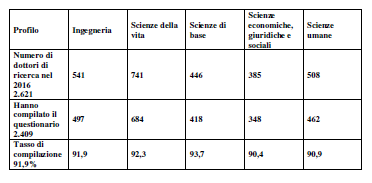 Profilo Ingegneria Scienze della vita Scienze di base Scienze economiche, giuridiche e sociali Scienze umane
Numero di dottori di ricerca nel 2016 2.621 541 741 446 385 508
Hanno compilato il questionario 2.409 497 684 418 348 462
Tasso di compilazione 91,9% 91,9 92,3 93,7 90,4 90,9